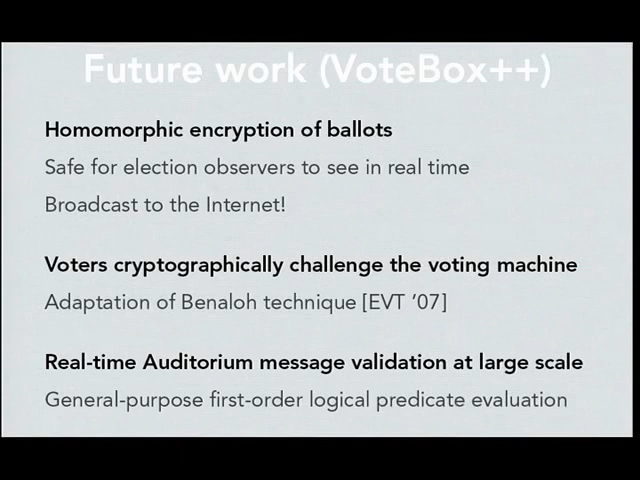 Future work (VoteBox++)
Homomorphic encryption of ballots
Safe for election observers to see in real time
Broadcast to the Internet!
Voters cryptographically challenge the voting machine
Adaptation of Benaloh technique [EVT ’07]
Real-time Auditorium message validation at large scale
General-purpose first-order logical predicate evaluation